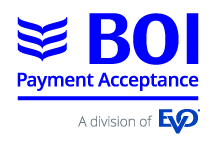 BOI
Payment Acceptance
A division of EVO®